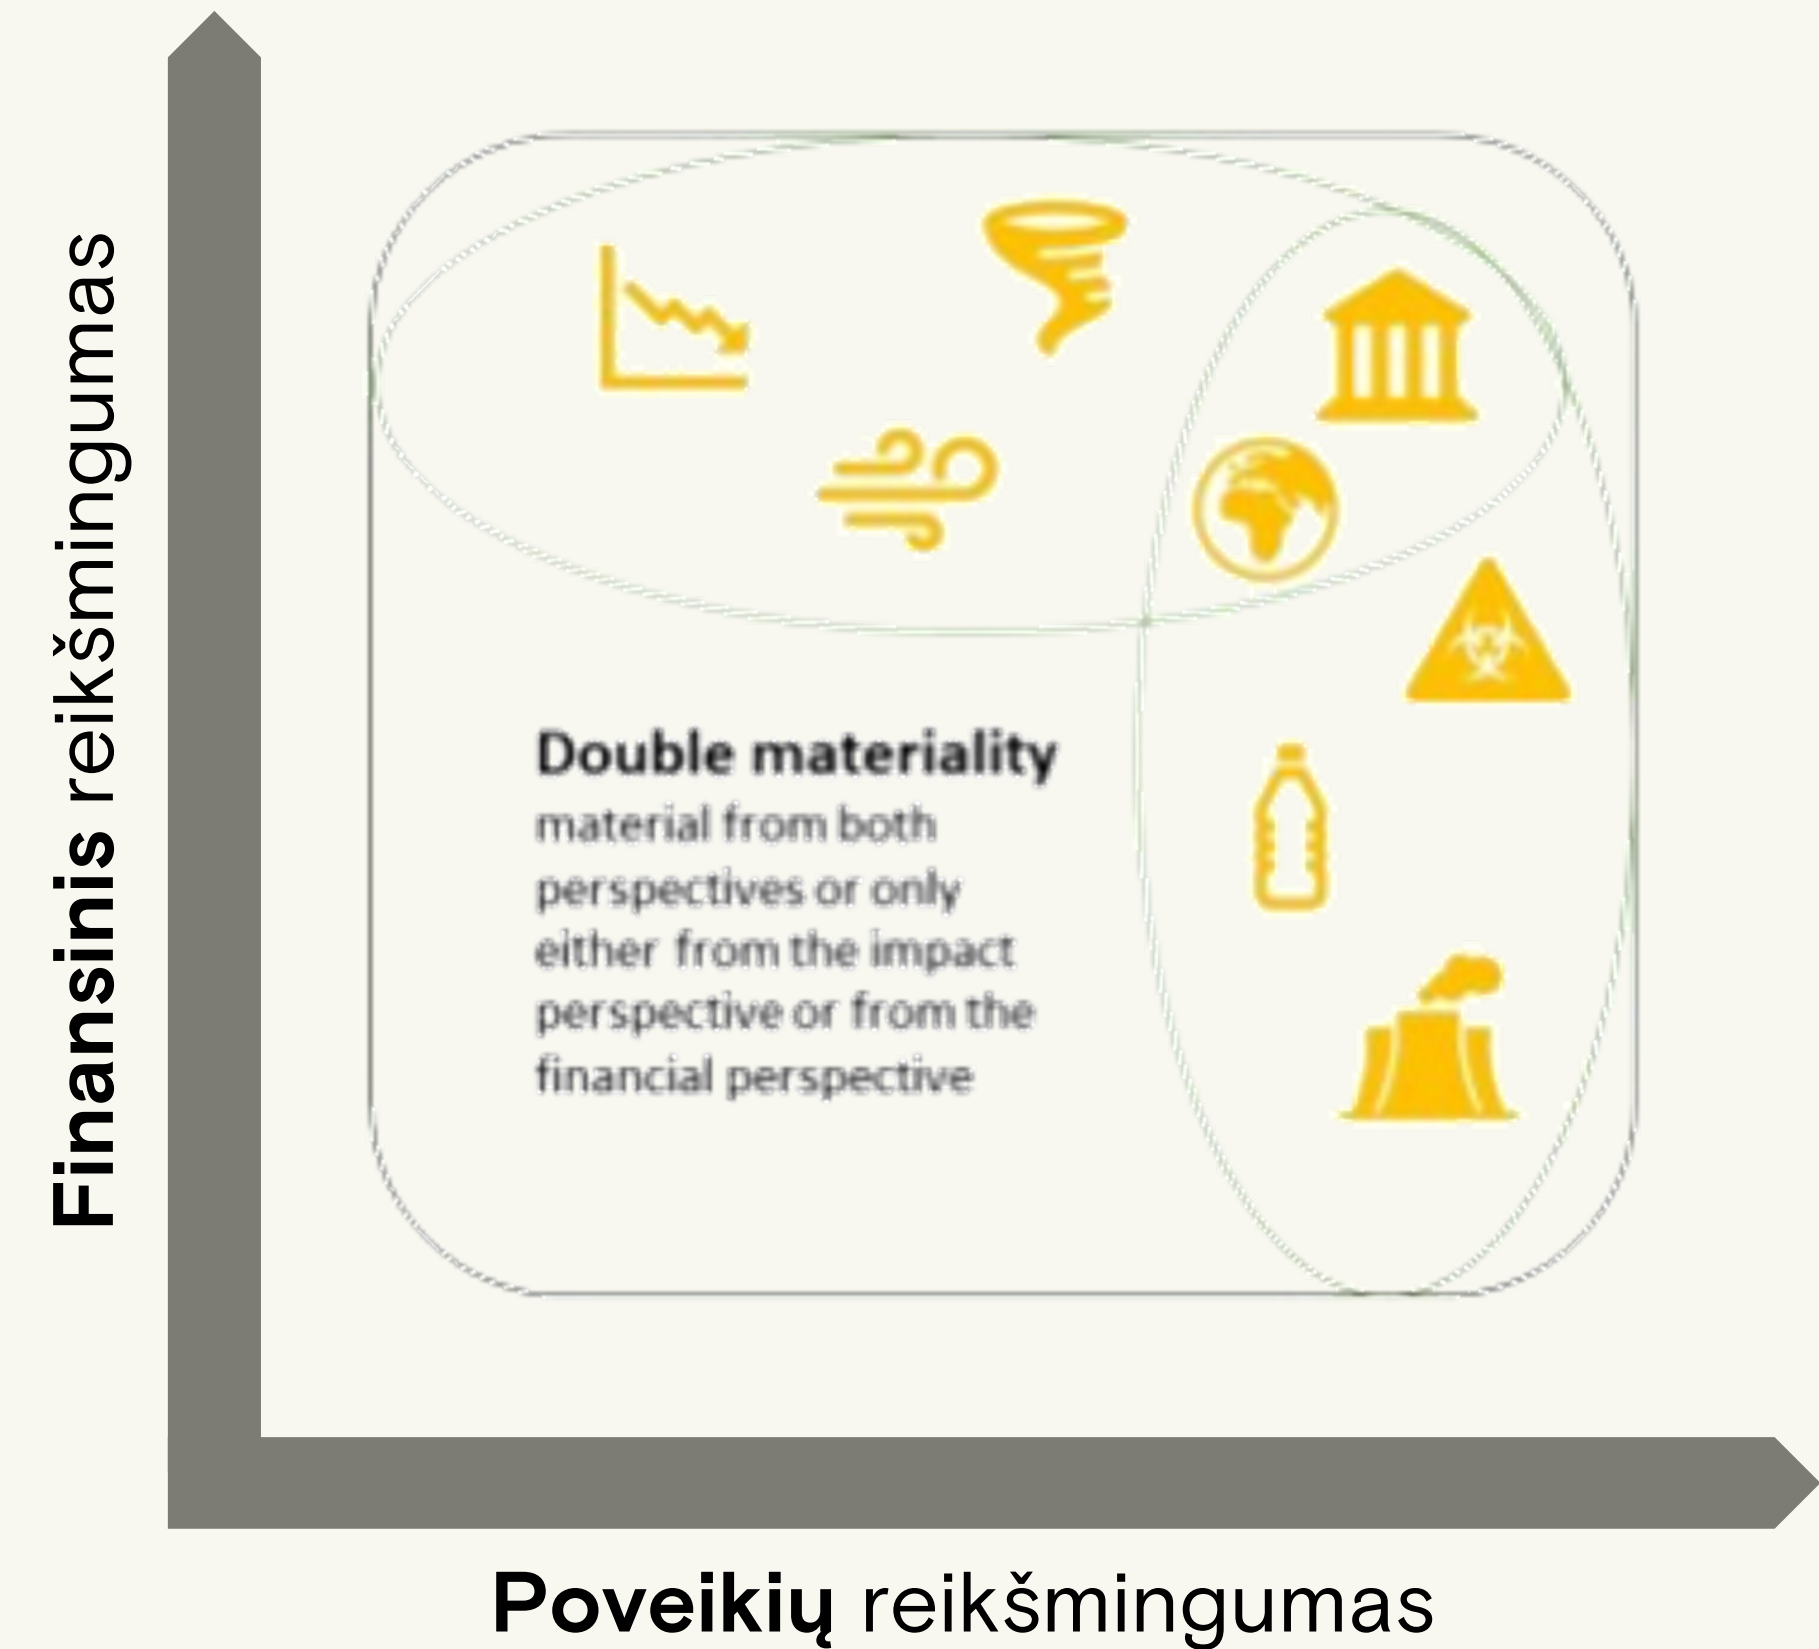 Finansinis reikšmingumas
Double materiality
material from both
perspectives or only
either from the impact
perspective or from the
financial perspective
Poveikių reikšmingumas